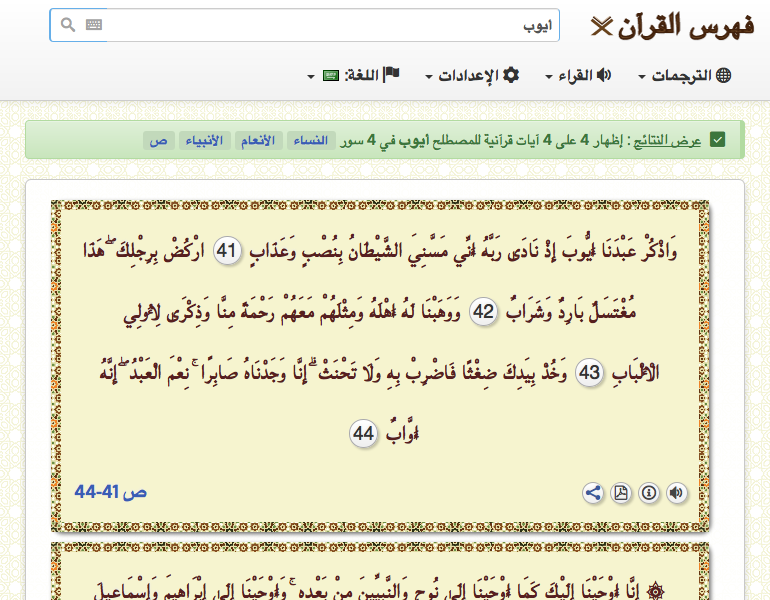 فهرس القرآن
ايوب
الترجمات القراء الإعدادات اللغة:
عرض النتائج : إظهار 4 على 4 آيات قرآنية للمصطلح أيوب في 4 سور النساء الأنعام الأنبياء ص
وَاذْكُرْ عَبْدَنَا أَيُّوبَ إِذْ نَادَى رَبَّهُ أَنِّي مَسَّنِيَ الشَّيْطَانُ بِنُصْبٍ وَعَذَابٍ 41 ارْكُضْ بِرِجْلِكَ ۖ هَذَا
مُغْتَسَلٌ بَارِدٌ وَشَرَابٌ 42 وَوَهَبْنَا لَهُ أَهْلَهُ وَمِثْلَهُمْ مَعَهُمْ رَحْمَةً مِنَّا وَذِكْرَى لِأُولِي
الْأَلْبَابِ 43 وَخُذْ بِيَدِكَ ضِغْثًا فَاضْرِبْ بِهِ وَلَا تَحْنَثْ ۗ إِنَّا وَجَدْنَاهُ صَابِرًا ۚ نِعْمَ الْعَبْدُ ۖ إِنَّهُ
أَوَّابٌ 44
ص 41-44
۞ إِنَّا أَوْحَيْنَا إِلَيْكَ كَمَا أَوْحَيْنَا إِلَى نُوحٍ وَالنَّبِيِّينَ مِنْ بَعْدِهِ ۚ وَأَوْحَيْنَا إِلَى إِبْرَاهِيمَ وَإِسْمَاعِيلَ